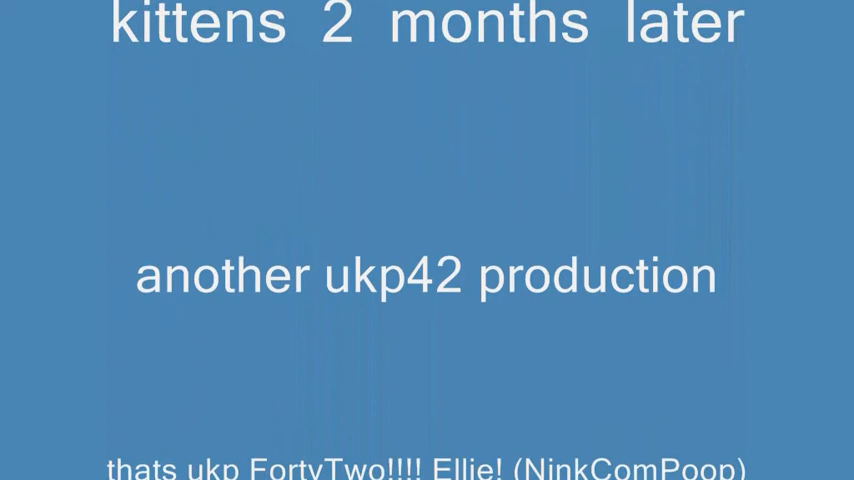 kittens 2 months later
another ukp42 production
thats ukp FortyTwo!!!! Ellie! (NinkComPoop)